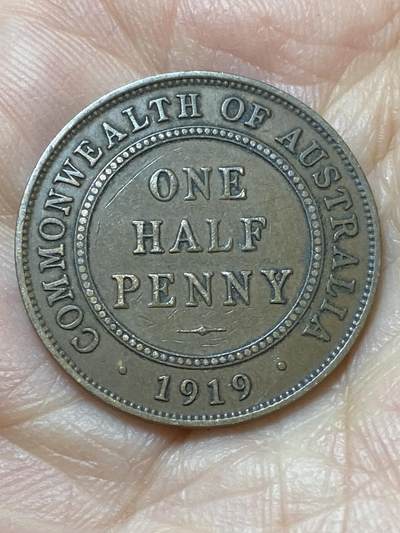 COMMONWEALTH OF AUSTRALIA
ONE
HALF
PENNY
1919